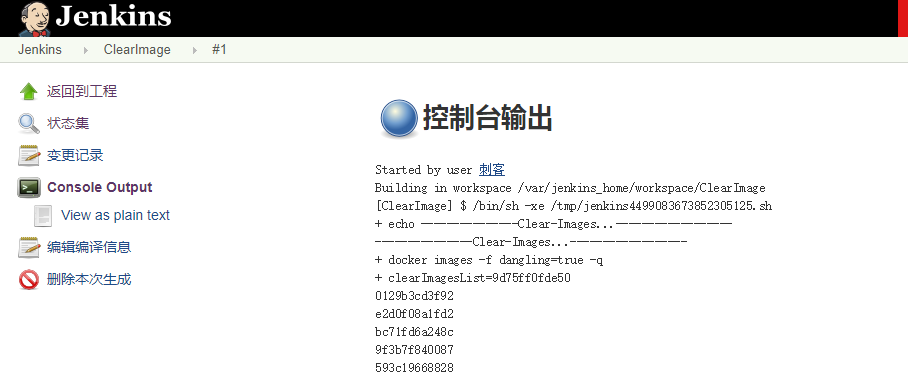 Jenkins
Jenkins ClearImage #1
返回到工程
状态集
变更记录
Console Output
View as plain text
编辑编译信息
删除本次生成
控制台输出
Started by user 刺客
Building in workspace /var/jenkins_home/workspace/ClearImage
[ClearImage] $ /bin/sh -xe /tmp/jenkins4499083673852305125.sh
+ echo ——————————Clear-Images...————————————
——————————Clear-Images...————————————
+ docker images -f dangling=true -q
+ clearImagesList=9d75ff0fde50
0129b3cd3f92
e2d0f08a1fd2
bc71fd6a248c
9f3b7f840087
593c19668828